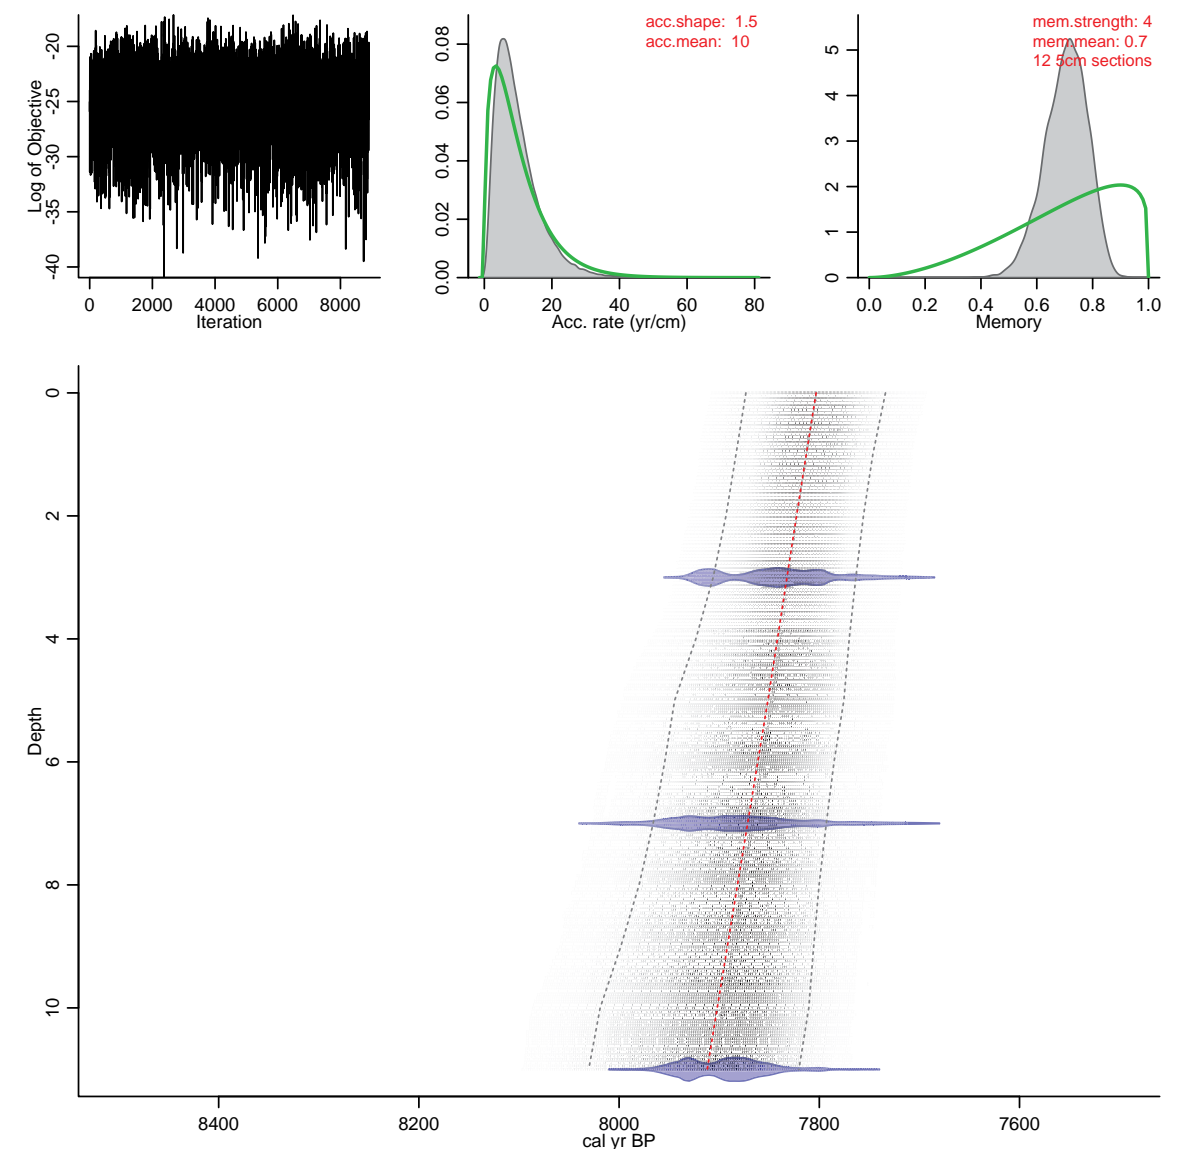 -20
-25
-30
-35
-40
Log of Objective
0 2000 4000 6000 8000
Iteration
0.08
0.06
0.04
0.02
0.00
acc.shape: 1.5
acc.mean: 10
0 20 40 60 80
Acc. rate (yr/cm)
5
4
3
2
1
0
mem.strength: 4
mem.mean: 0.7
12 5cm sections
0.0 0.2 0.4 0.6 0.8 1.0
Memory
0
2
4
6
8
10
Depth
8400 8200 8000 7800 7600
cal yr BP